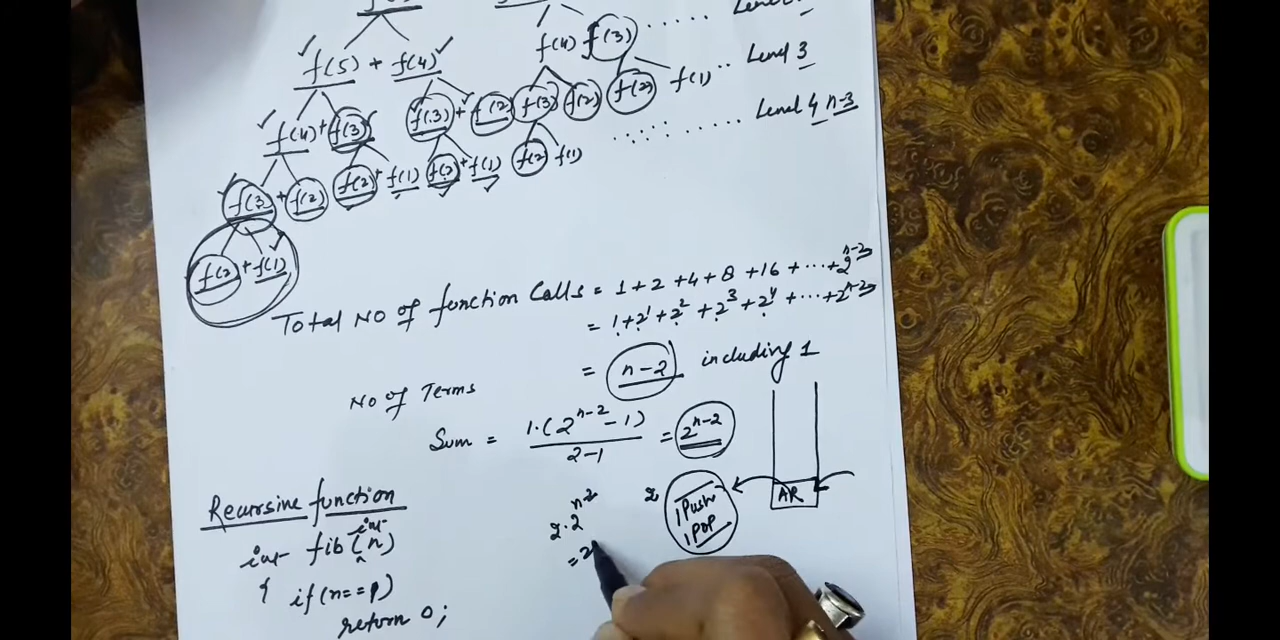 f(4) f(3) ........
f(5) + f(4) f(1) .. Level 3
f(4) + f(3) f(3) + f(2) f(3) f(2) f(2) Level 4 n-3
f(3) + f(2) f(2) + f(1) f(2) + f(1) f(2) f(1)
f(2) + f(1)
Total No of function Calls = 1 + 2 + 4 + 8 + 16 + ... + 2^n-2
= 1 + 2^1 + 2^2 + 2^3 + 2^4 + ... + 2^n-2
No of Terms = n-2 including 1
Sum = 1.(2^n-2 - 1) / 2-1 = 2^n-2
AR
2 1 Push
1 POP
2.2^n-2
= 2
Recursive function
int fib(int n)
{ if(n==
return 0;